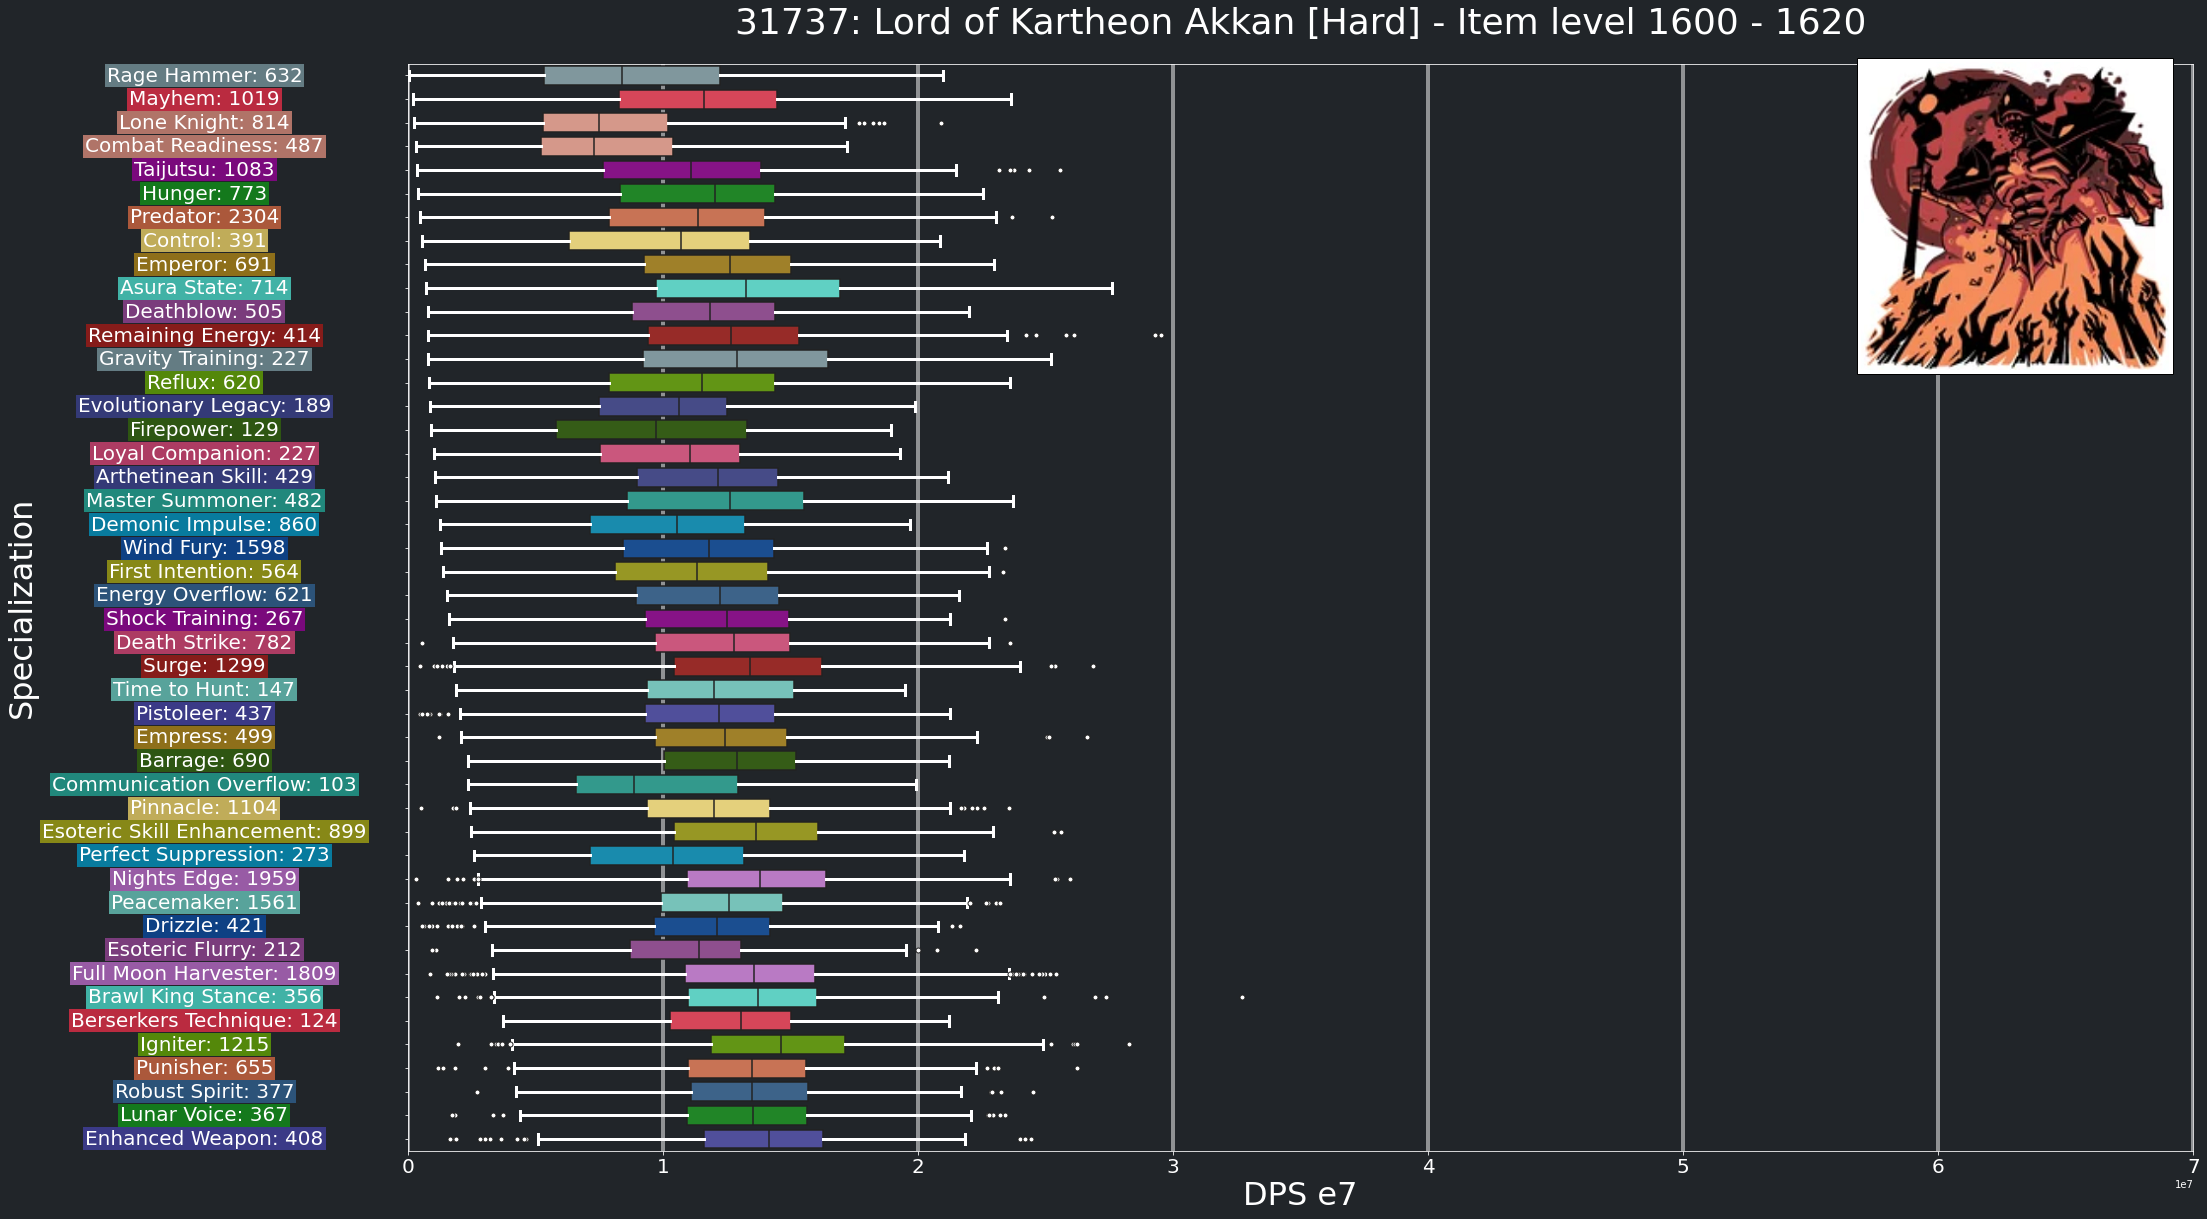 31737: Lord of Kartheon Akkan [Hard] - Item level 1600 - 1620
Rage Hammer: 632
Mayhem: 1019
Lone Knight: 814
Combat Readiness: 487
Taijutsu: 1083
Hunger: 773
Predator: 2304
Control: 391
Emperor: 691
Asura State: 714
Deathblow: 505
Remaining Energy: 414
Gravity Training: 227
Reflux: 620
Evolutionary Legacy: 189
Firepower: 129
Loyal Companion: 227
Arthetinean Skill: 429
Master Summoner: 482
Demonic Impulse: 860
Wind Fury: 1598
First Intention: 564
Energy Overflow: 621
Shock Training: 267
Death Strike: 782
Surge: 1299
Time to Hunt: 147
Pistoleer: 437
Empress: 499
Barrage: 690
Communication Overflow: 103
Pinnacle: 1104
Esoteric Skill Enhancement: 899
Perfect Suppression: 273
Nights Edge: 1959
Peacemaker: 1561
Drizzle: 421
Esoteric Flurry: 212
Full Moon Harvester: 1809
Brawl King Stance: 356
Berserkers Technique: 124
Igniter: 1215
Punisher: 655
Robust Spirit: 377
Lunar Voice: 367
Enhanced Weapon: 408
Specialization
0 1 2 3 4 5 6 7
1e7
DPS e7